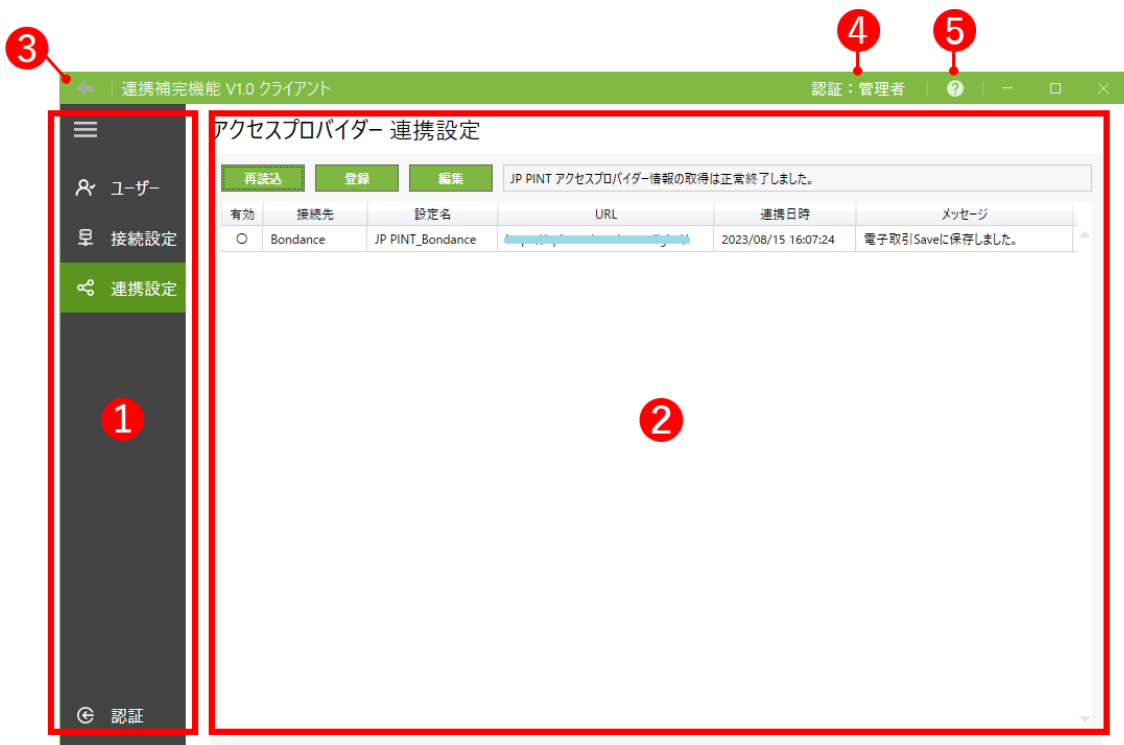 4 5
3
連携補完機能 V1.0 クライアント 認証：管理者 ?
アクセスプロバイダー 連携設定
再読込 登録 編集 JP PINT アクセスプロバイダー情報の取得は正常終了しました。
ユーザー
接続設定
連携設定
有効 接続先 設定名 URL 連携日時 メッセージ
○ Bondance JP PINT_Bondance 2023/08/15 16:07:24 電子取引Saveに保存しました。
1 2
認証